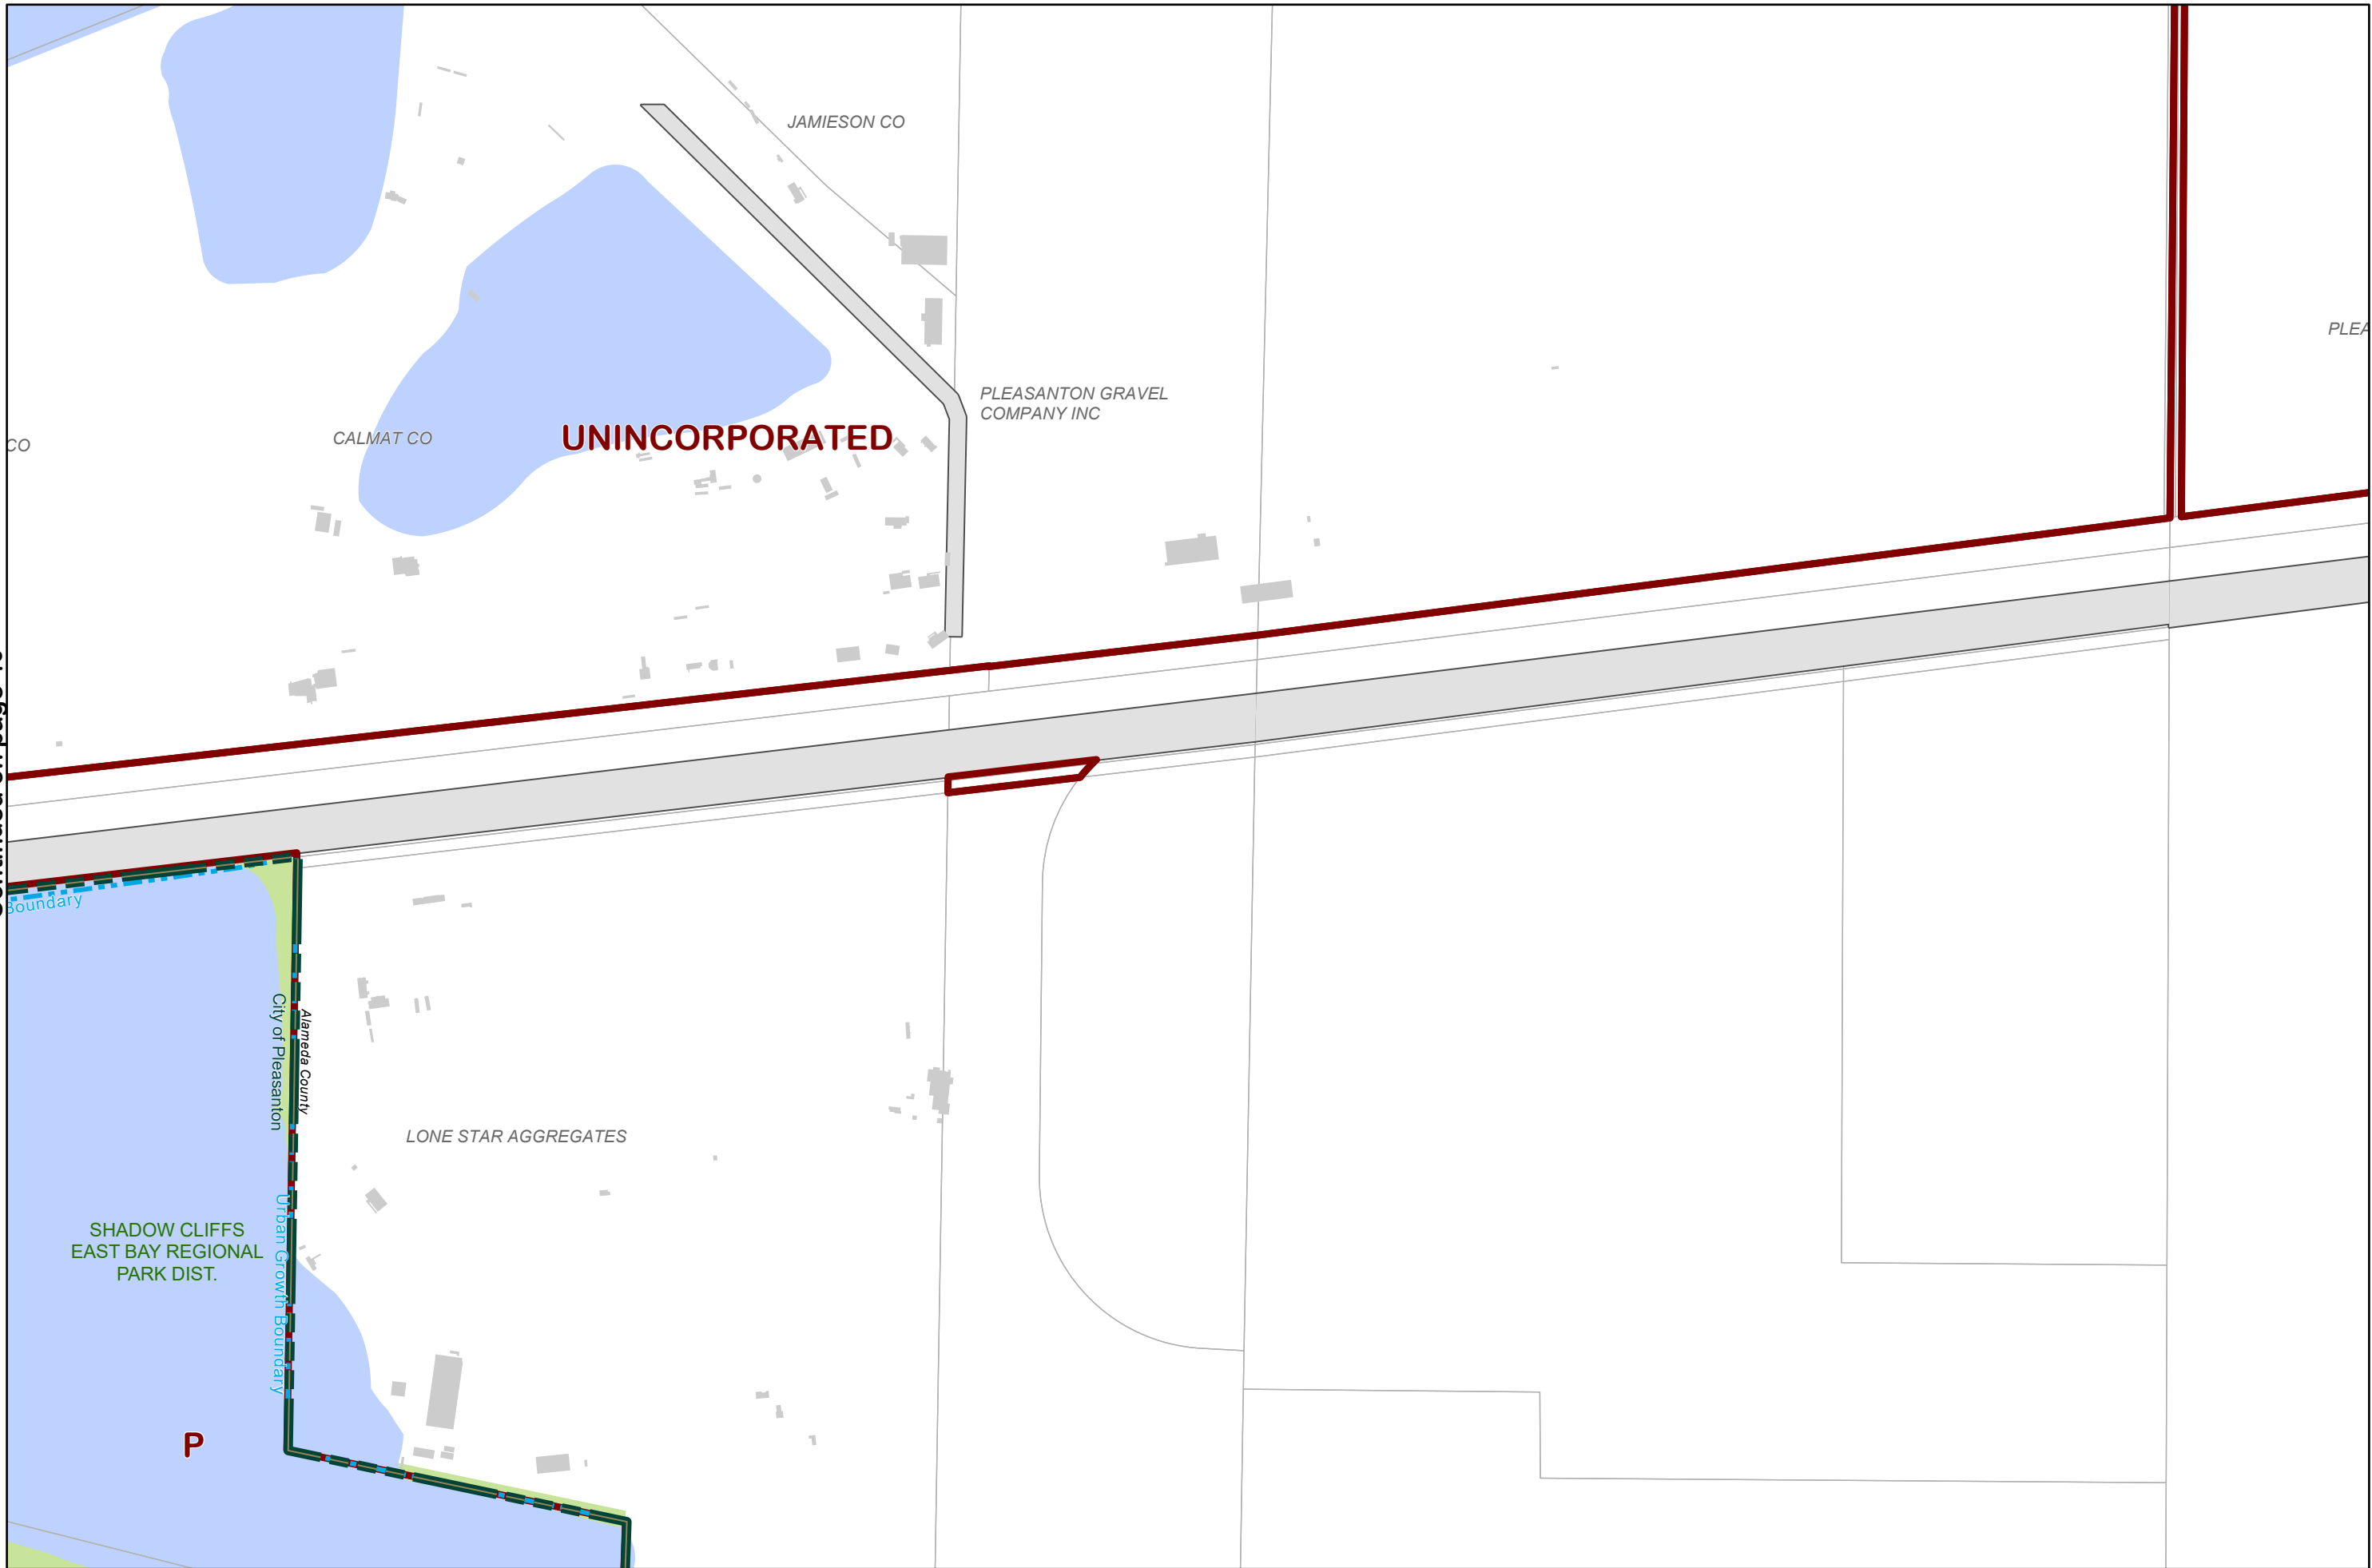 JAMIESON CO
PLEA
PLEASANTON GRAVEL
COMPANY INC
CO
CALMAT CO
UNINCORPORATED
Boundary
City of Pleasanton
Alameda County
LONE STAR AGGREGATES
SHADOW CLIFFS
EAST BAY REGIONAL
PARK DIST.
Urban Growth Boundary
P